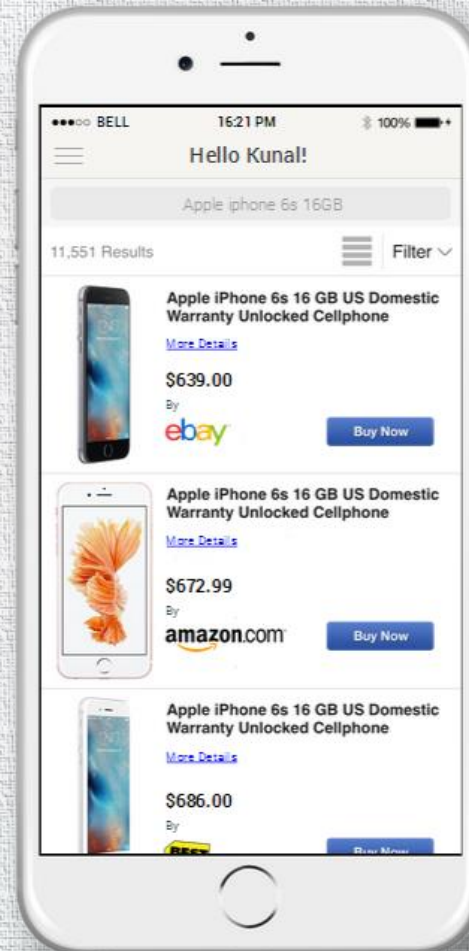 BELL
16:21 PM
100%
Hello Kunal!
Apple iphone 6s 16GB
11,551 Results
Filter
Apple iPhone 6s 16 GB US Domestic
Warranty Unlocked Cellphone
More Details
$639.00
By
ebay
Buy Now
Apple iPhone 6s 16 GB US Domestic
Warranty Unlocked Cellphone
More Details
$672.99
By
amazon.com
Buy Now
Apple iPhone 6s 16 GB US Domestic
Warranty Unlocked Cellphone
More Details
$686.00
By
BEST
Buy Now